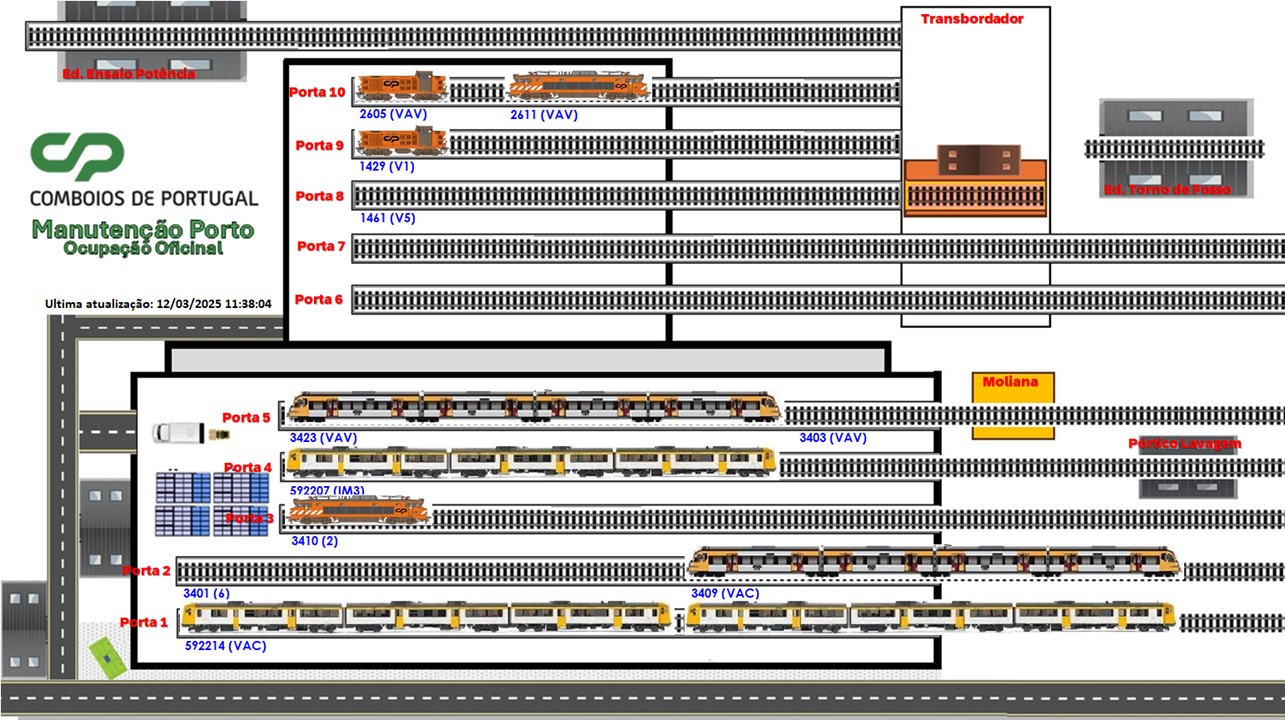 Transbordador
Ed. Ensaio Potência
Porta 10
2605 (VAV)
2611 (VAV)
Porta 9
1429 (V1)
Ed. Torno de Fosso
CP
COMBOIOS DE PORTUGAL
Manutenção Porto
Ocupação Oficinal
Porta 8
1461 (V5)
Porta 7
Porta 6
Ultima atualização: 12/03/2025 11:38:04
Moliana
Porta 5
3423 (VAV)
3403 (VAV)
Pórtico Lavagem
Porta 4
592207 (IM3)
Porta 3
3410 (2)
Porta 2
3401 (6)
3409 (VAC)
Porta 1
592214 (VAC)